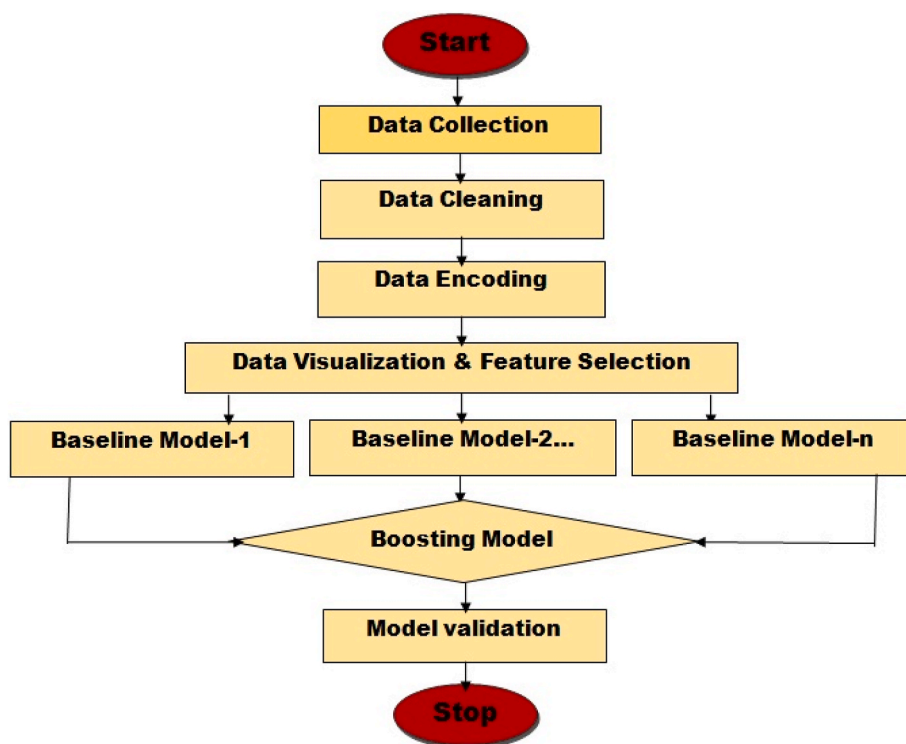 Start
Data Collection
Data Cleaning
Data Encoding
Data Visualization & Feature Selection
Baseline Model-1
Baseline Model-2...
Baseline Model-n
Boosting Model
Model validation
Stop